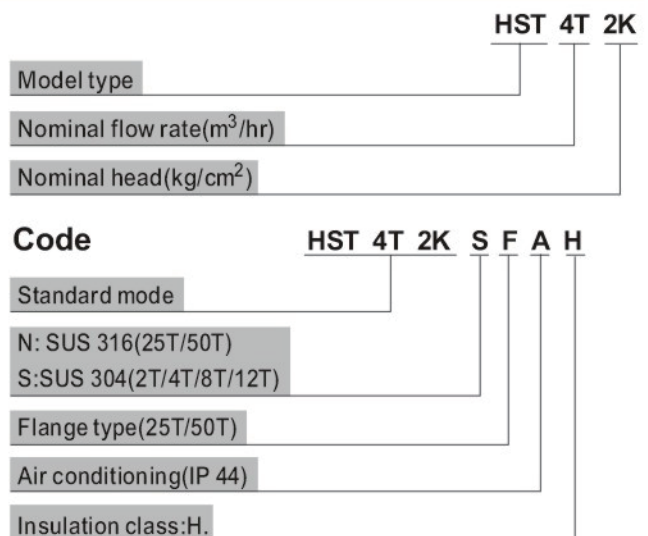 HST 4T 2K
Model type
Nominal flow rate(m³/hr)
Nominal head(kg/cm²)
Code HST 4T 2K S F A H
Standard mode
N: SUS 316(25T/50T)
S:SUS 304(2T/4T/8T/12T)
Flange type(25T/50T)
Air conditioning(IP 44)
Insulation class:H.